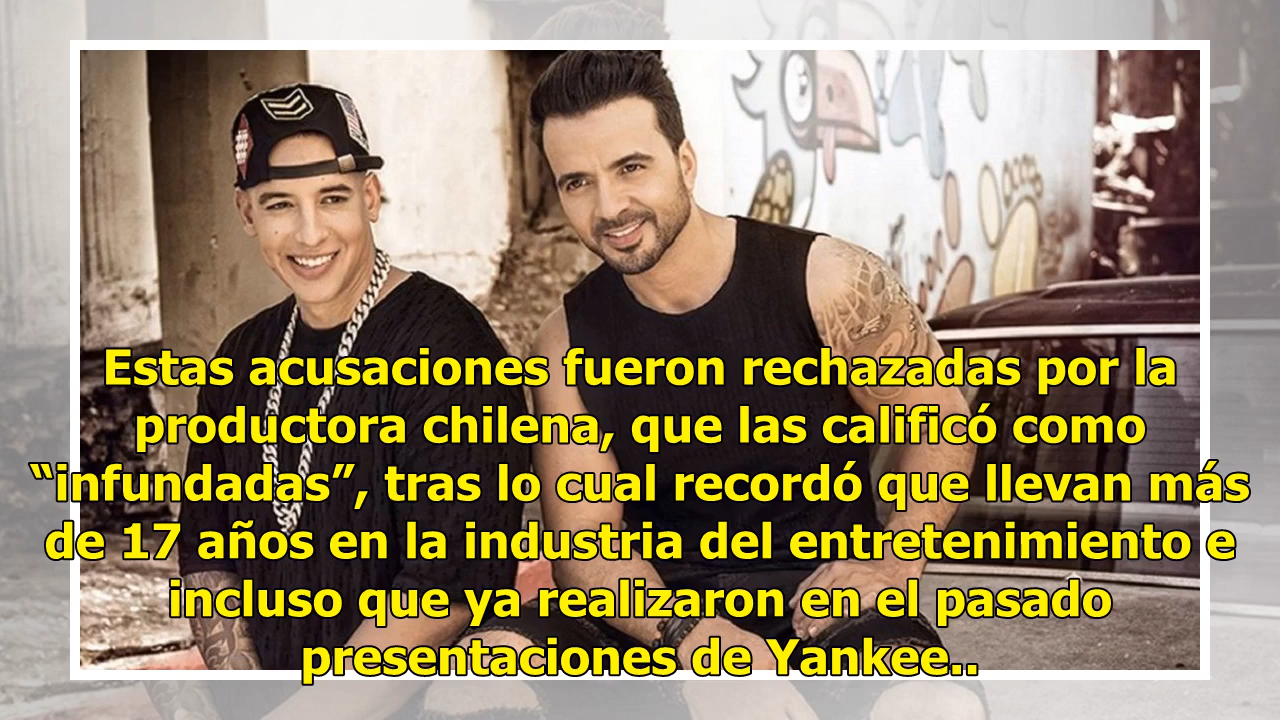 Estas acusaciones fueron rechazadas por la
productora chilena, que las calificó como
“infundadas”, tras lo cual recordó que llevan más
de 17 años en la industria del entretenimiento e
incluso que ya realizaron en el pasado
presentaciones de Yankee..